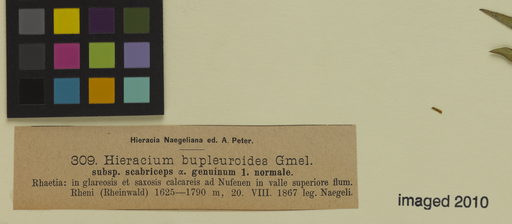 Hieracia Naegeliana ed. A. Peter.
309. Hieracium bupleuroides Gmel.
subsp. scabriceps α. genuinum 1. normale.
Rhaetia: in glareosis et saxosis calcareis ad Nufenen in valle superiore flum.
Rheni (Rheinwald) 1625—1790 m, 20. VIII. 1867 leg. Naegeli.
imaged 2010